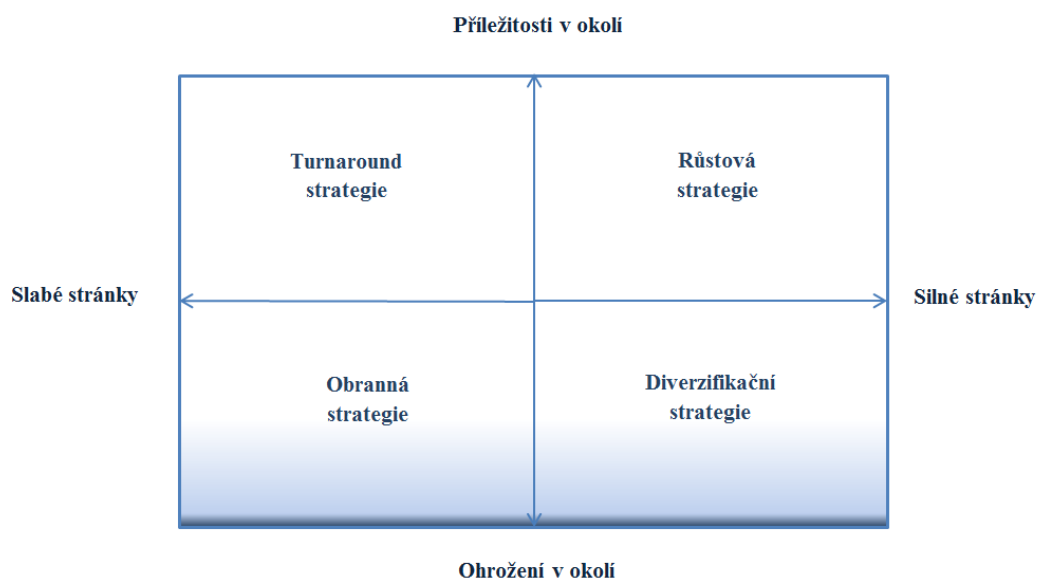 Příležitosti v okolí
Turnaround
strategie
Růstová
strategie
Slabé stránky
Silné stránky
Obranná
strategie
Diverzifikační
strategie
Ohrožení v okolí